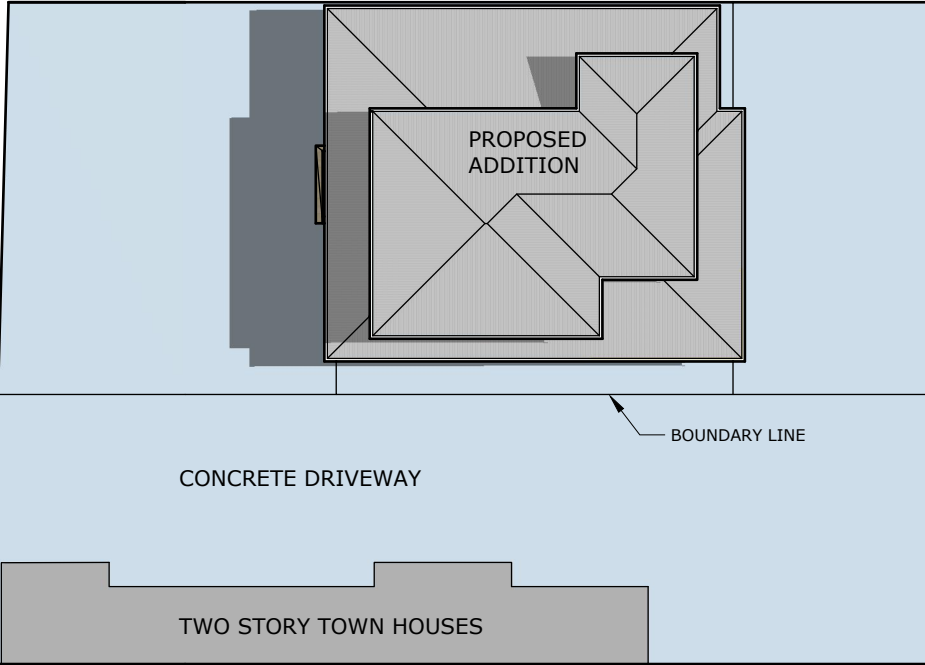 PROPOSED
ADDITION
BOUNDARY LINE
CONCRETE DRIVEWAY
TWO STORY TOWN HOUSES